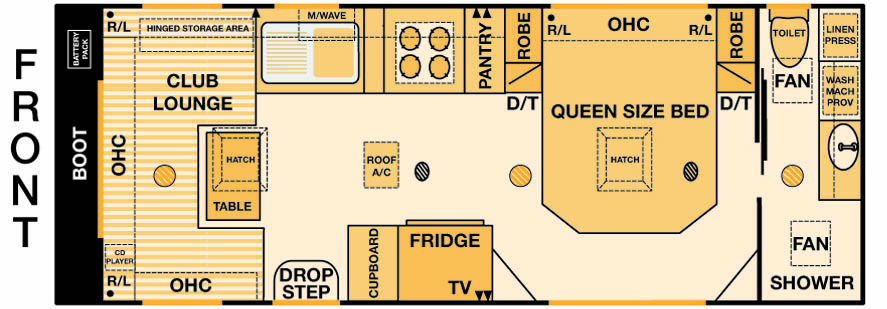 FRONT
BATTERY PACK
BOOT
R/L
HINGED STORAGE AREA
CLUB
LOUNGE
OHC
HATCH
TABLE
CD
PLAYER
R/L
OHC
M/WAVE
DROP
STEP
ROOF
A/C
CUPBOARD
FRIDGE
TV
PANTRY
ROBE
D/T
R/L
OHC
R/L
QUEEN SIZE BED
HATCH
ROBE
D/T
TOILET
FAN
LINEN
PRESS
WASH
MACH
PROV
FAN
SHOWER